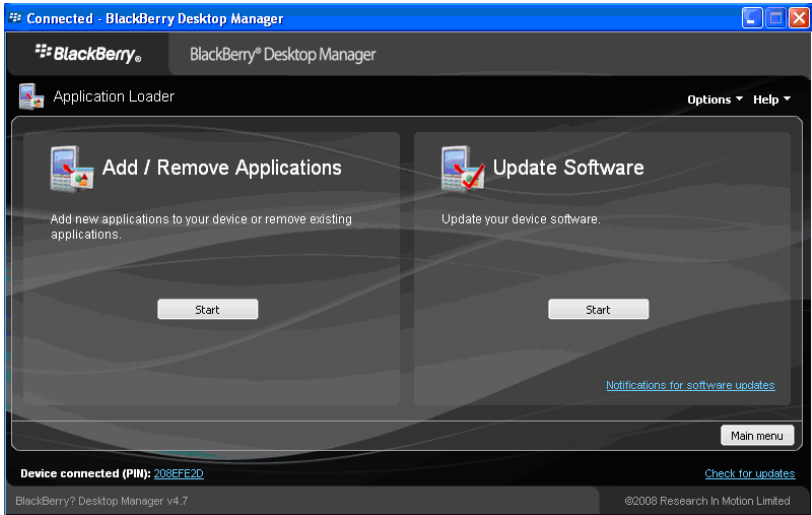 Connected - BlackBerry Desktop Manager
BlackBerry® BlackBerry® Desktop Manager
Application Loader Options Help
Add / Remove Applications
Add new applications to your device or remove existing
applications.
Start
Update Software
Update your device software.
Start
Notifications for software updates
Main menu
Device connected (PIN): 208EFE2D Check for updates
BlackBerry? Desktop Manager v4.7 ©2008 Research In Motion Limited